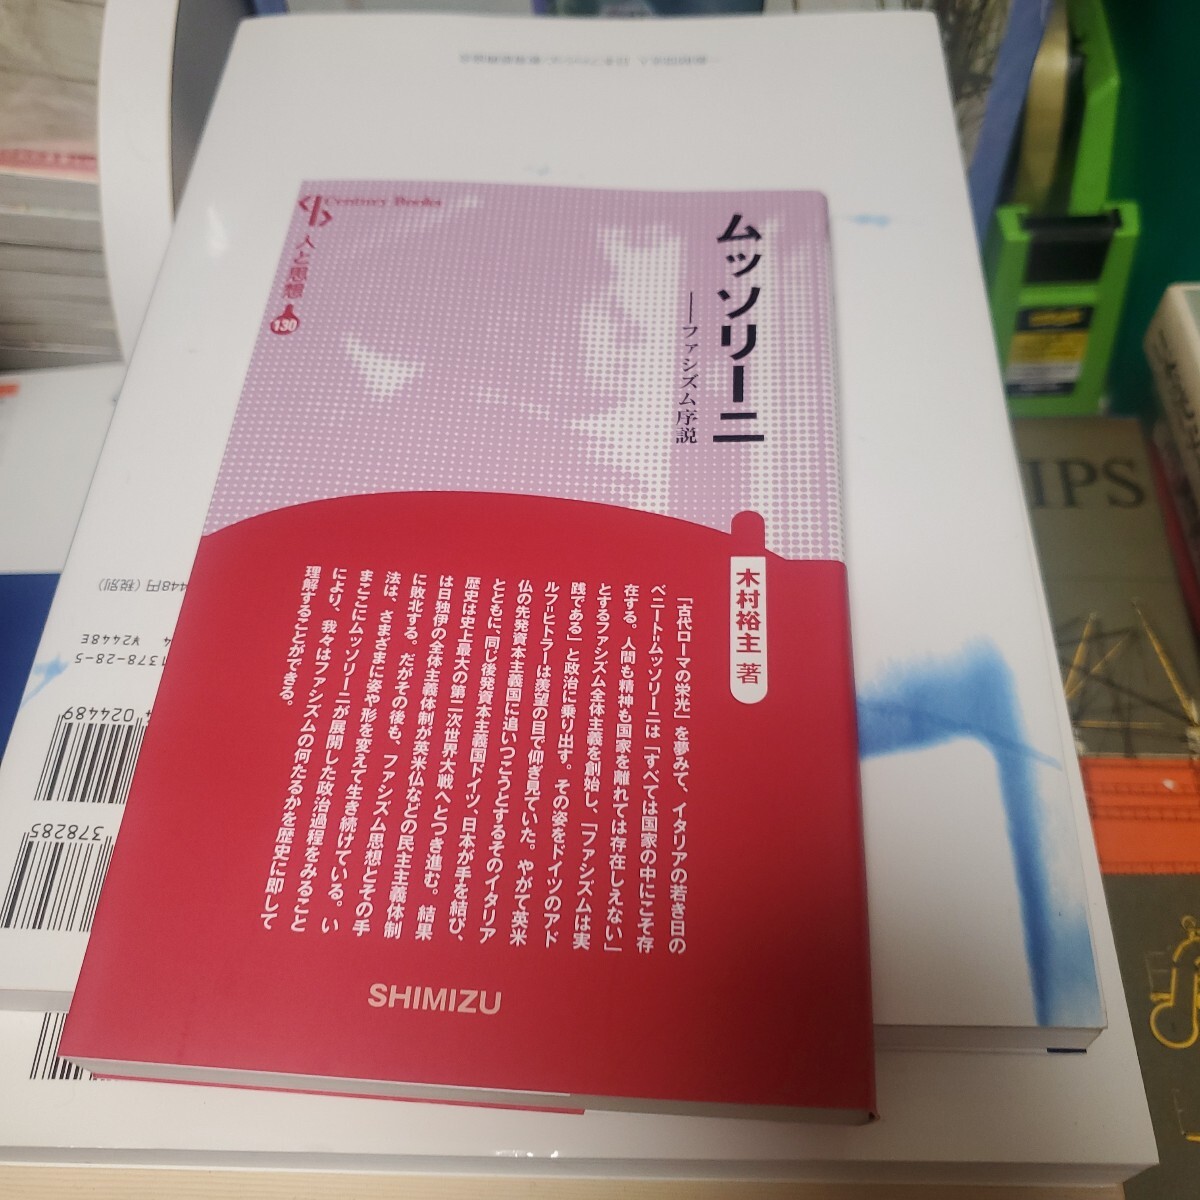 Century Books
人と思想
130
ムッソリーニ
――ファシズム序説
木村裕主 著
「古代ローマの栄光」を夢みて、イタリアの若き日の
ベニート=ムッソリーニは「すべては国家の中にこそ存
在する。人間も精神も国家を離れては存在しえない」
とするファシズム全体主義を創始し、「ファシズムは実
践である」と政治に乗り出す。その姿をドイツのアド
ルフ=ヒトラーは羨望の目で仰ぎ見ていた。やがて英米
仏の先発資本主義国に追いつこうとするそのイタリア
とともに、同じ後発資本主義国ドイツ、日本が手を結び、
歴史は史上最大の第二次世界大戦へとつき進む。結果
は日独伊の全体主義体制が英米仏などの民主主義体制
に敗北する。だがその後も、ファシズム思想とその手
法は、さまざまに姿や形を変えて生き続けている。い
まここにムッソリーニが展開した政治過程をみること
により、我々はファシズムの何たるかを歴史に即して
理解することができる。
SHIMIZU
448円(税別)
4 ¥2448E
1378-28-5
4 024489
378285
IPS